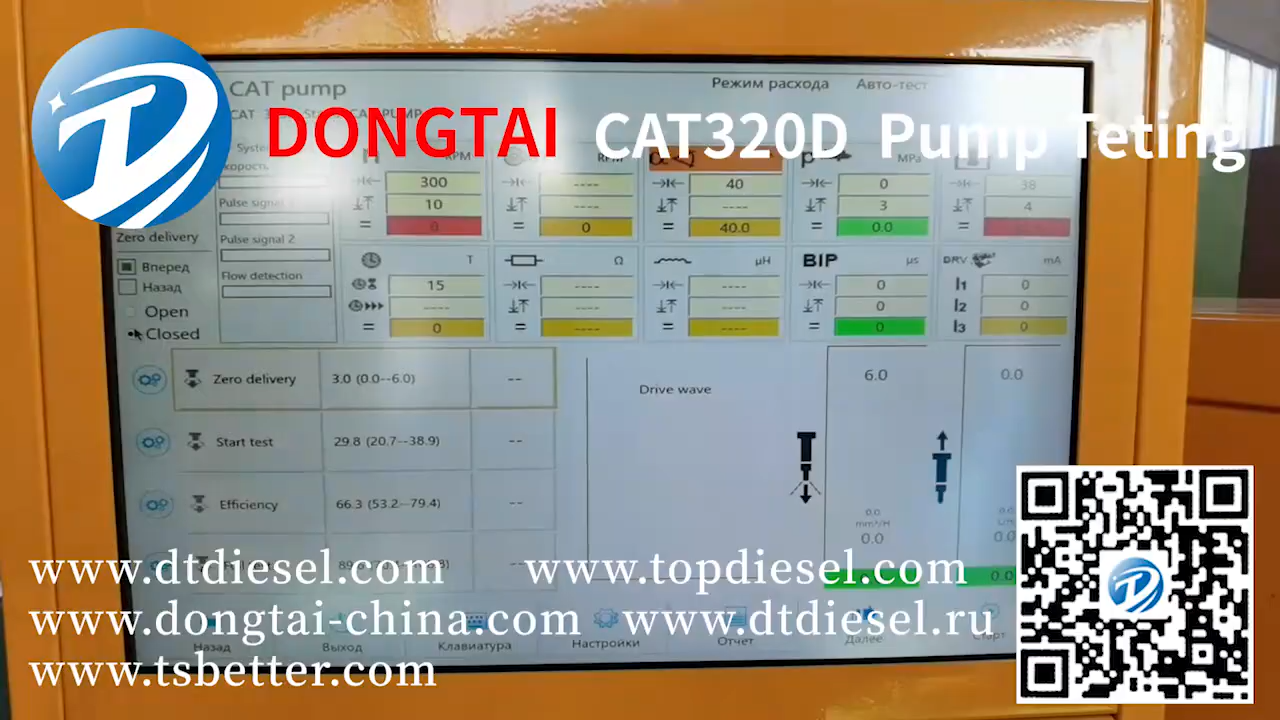 CAT pump
Режим расхода Авто-тест
DONGTAI CAT320D Pump Teting
RPM MPa
Pulse signal
Pulse signal 2
Flow detection
Zero delivery
Вперед
Назад
Open
Closed
300 ---- 40 0 38
10 ---- ---- 3 4
= 0 = 0 = 40.0 = 0.0
T Ω µH BIP µs DRV mA
15 ---- ---- 0 I1 0
---- ---- ---- 0 I2 0
= 0 = ---- = ---- = 0 I3 0
Zero delivery 3.0 (0.0--6.0) --
Start test 29.8 (20.7--38.9) --
Efficiency 66.3 (53.2--79.4) --
Drive wave
6.0 0.0
0.0
mm³/H
0.0
www.dtdiesel.com www.topdiesel.com
www.dongtai-china.com www.dtdiesel.ru
www.tsbetter.com
Назад Выход Клавиатура Настройки Отчет Далее Старт